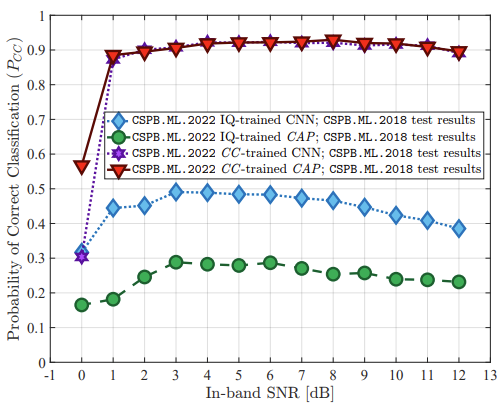 1
0.9
0.8
0.7
0.6
0.5
0.4
0.3
0.2
0.1
0
Probability of Correct Classification (P_CC)
CSPB.ML.2022 IQ-trained CNN; CSPB.ML.2018 test results
CSPB.ML.2022 IQ-trained CAP; CSPB.ML.2018 test results
CSPB.ML.2022 CC-trained CNN; CSPB.ML.2018 test results
CSPB.ML.2022 CC-trained CAP; CSPB.ML.2018 test results
-1 0 1 2 3 4 5 6 7 8 9 10 11 12 13
In-band SNR [dB]